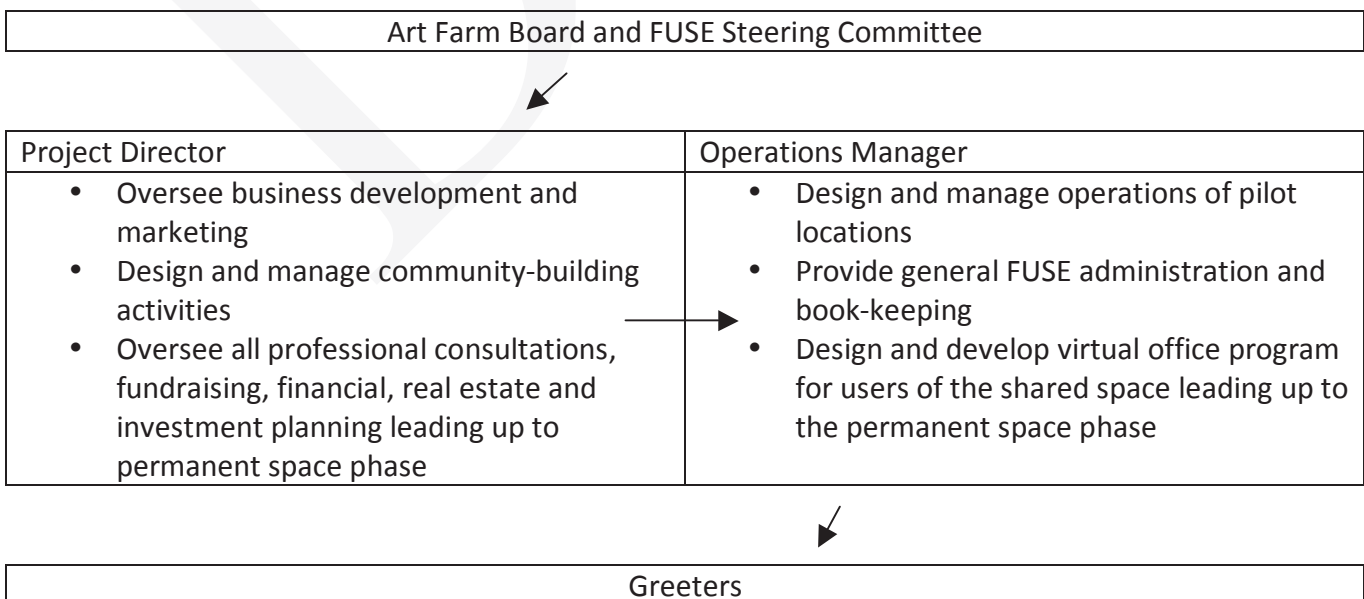 Art Farm Board and FUSE Steering Committee
Project Director
• Oversee business development and
marketing
• Design and manage community-building
activities
• Oversee all professional consultations,
fundraising, financial, real estate and
investment planning leading up to
permanent space phase
Operations Manager
• Design and manage operations of pilot
locations
• Provide general FUSE administration and
book-keeping
• Design and develop virtual office program
for users of the shared space leading up to
the permanent space phase
Greeters